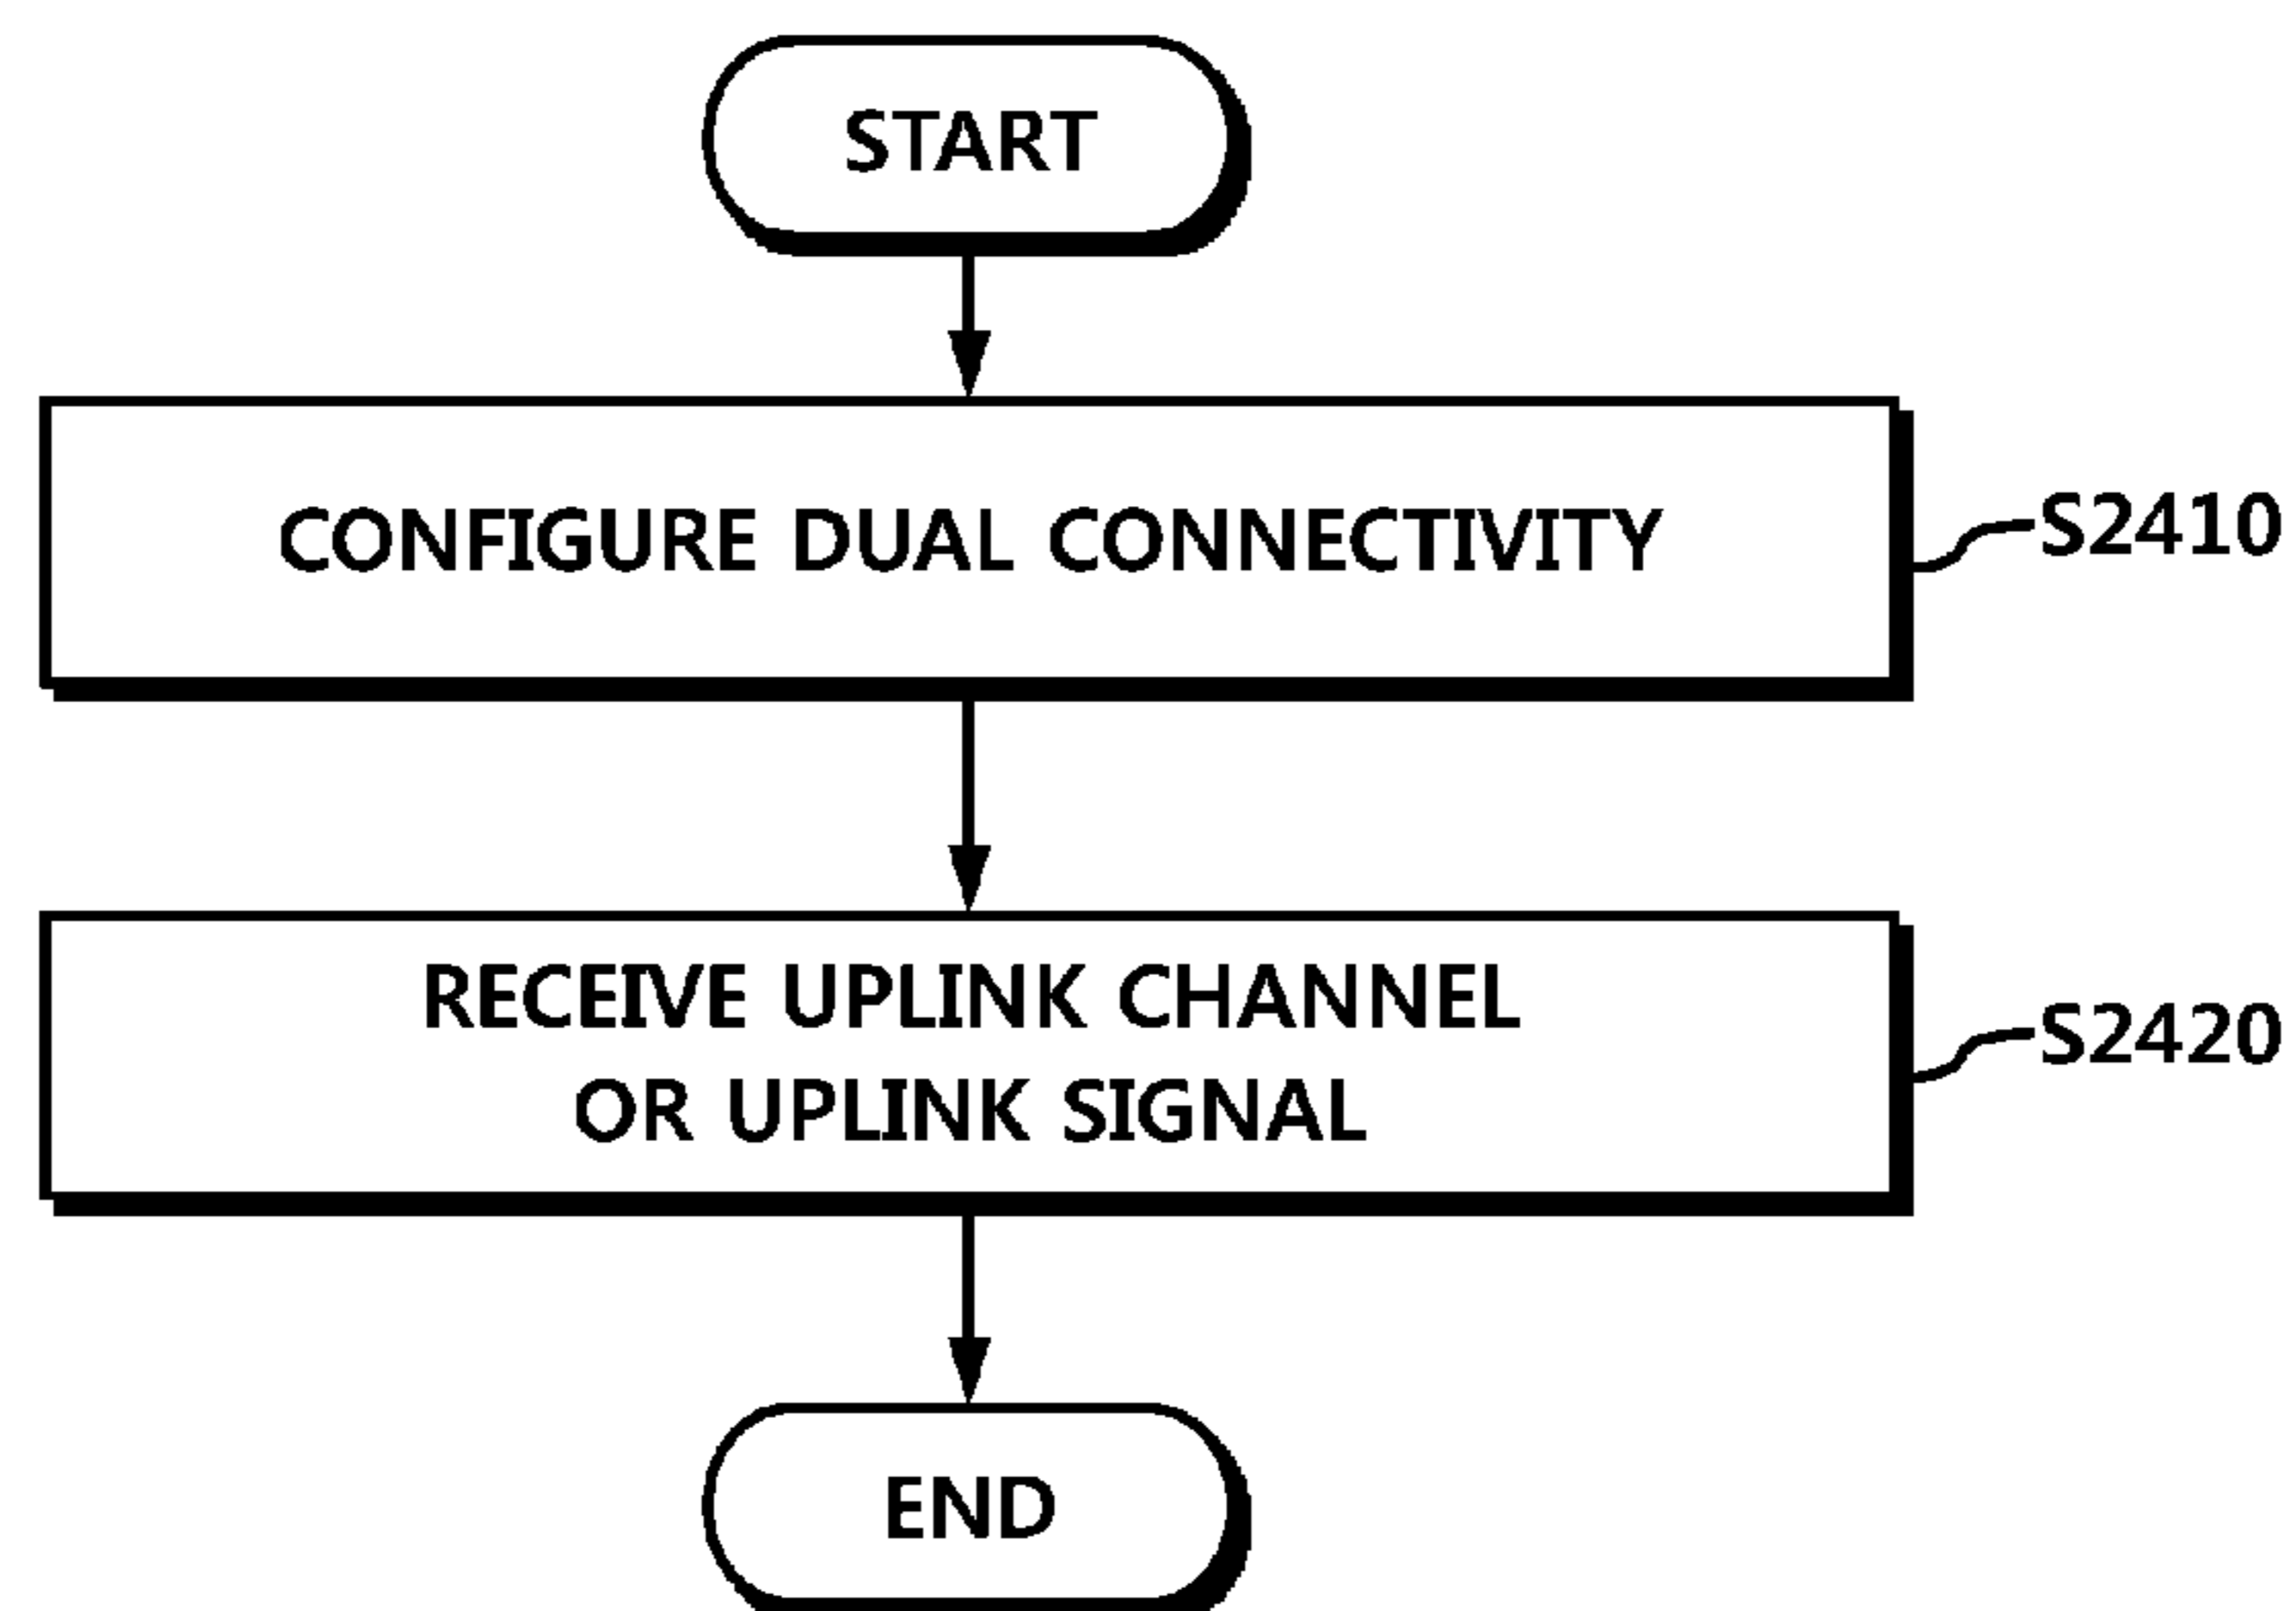 START
CONFIGURE DUAL CONNECTIVITY
S2410
RECEIVE UPLINK CHANNEL
OR UPLINK SIGNAL
S2420
END